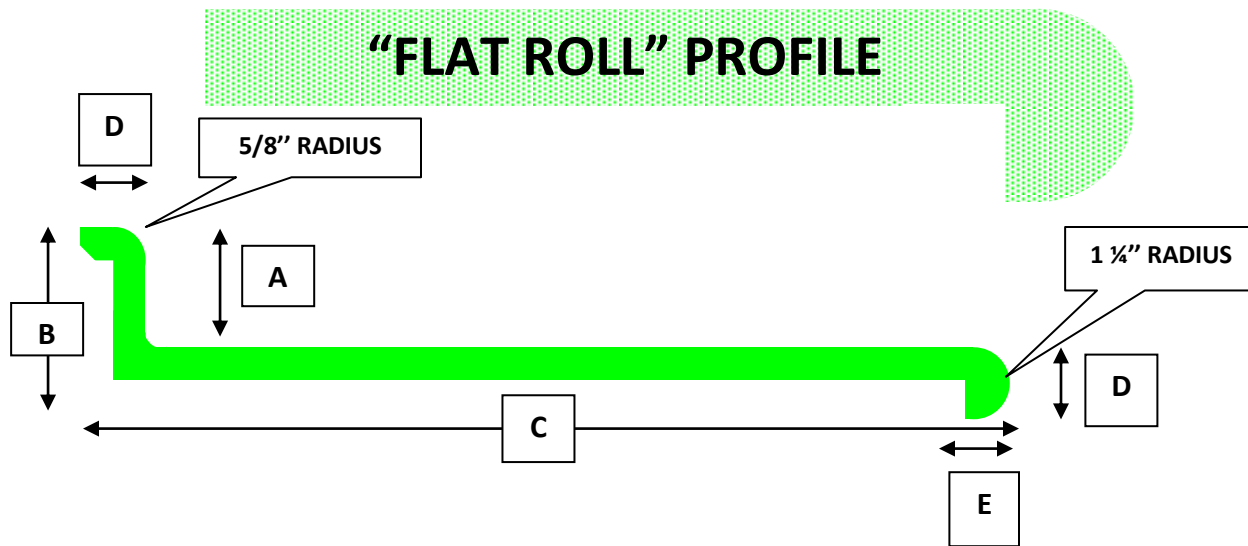 “FLAT ROLL” PROFILE
D
5/8’’ RADIUS
A
1 ¼” RADIUS
B
D
C
E